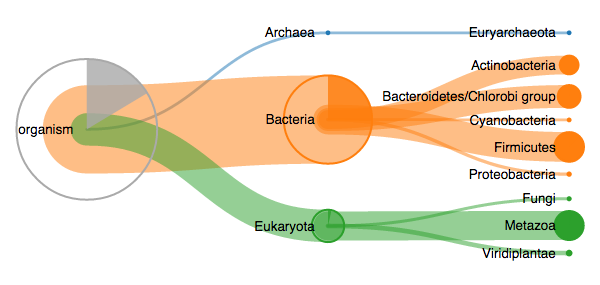 Archaea
Euryarchaeota
Actinobacteria
Bacteroidetes/Chlorobi group
Bacteria
Cyanobacteria
organism
Firmicutes
Proteobacteria
Fungi
Eukaryota
Metazoa
Viridiplantae